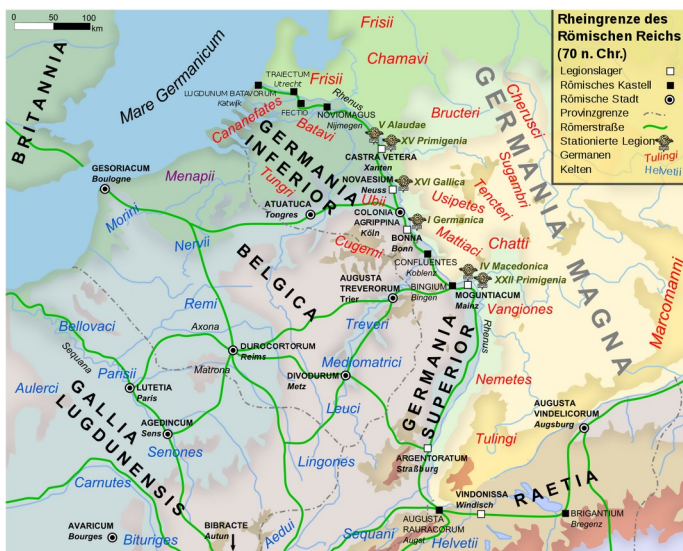 0 50 100
km
Rheingrenze des
Römischen Reichs
(70 n. Chr.)
Legionslager
Römisches Kastell
Römische Stadt
Provinzgrenze
Römerstraße
Stationierte Legion
Germanen
Tulingi
Kelten
Helvetii
BRITANNIA
Mare Germanicum
Frisii
Chamavi
Frisii
TRAIECTUM
Utrecht
LUGDUNUM BATAVORUM
Katwijk
FECTIO
Rhenus
NOVIOMAGUS
Nijmegen
Cananefates
Batavi
Bructeri
Cherusci
GERMANIA MAGNA
V Alaudae
XV Primigenia
CASTRA VETERA
Xanten
GERMANIA
INFERIOR
GESORIACUM
Boulogne
Menapii
Tungri
NOVAESIUM
Neuss
XVI Gallica
Sugambri
Tencteri
Usipetes
Morini
ATUATUCA
Tongres
Ubii
COLONIA
AGRIPPINA
Köln
I Germanica
BONNA
Bonn
Mattiaci
Chatti
Nervii
Cugerni
BELGICA
CONFLUENTES
Koblenz
IV Macedonica
XXII Primigenia
AUGUSTA
TREVERORUM
Trier
BINGIUM
Bingen
MOGUNTIACUM
Mainz
Marcomanni
Vangiones
Remi
Axona
Treveri
Rhenus
Bellovaci
Sequana
DUROCORTORUM
Reims
Matrona
Mediomatrici
GERMANIA
SUPERIOR
Parisii
Aulerci
LUTETIA
Paris
DIVODURUM
Metz
Nemetes
GALLIA
LUGDUNENSIS
Leuci
AUGUSTA
VINDELICORUM
Augsburg
AGEDINCUM
Sens
Senones
Tulingi
ARGENTORATUM
Straßburg
Lingones
Carnutes
VINDONISSA
Windisch
RAETIA
AUGUSTA
RAURACORUM
Augst
BRIGANTIUM
Bregenz
AVARICUM
Bourges
BIBRACTE
Autun
Bituriges
Aedui
Sequani
Helvetii